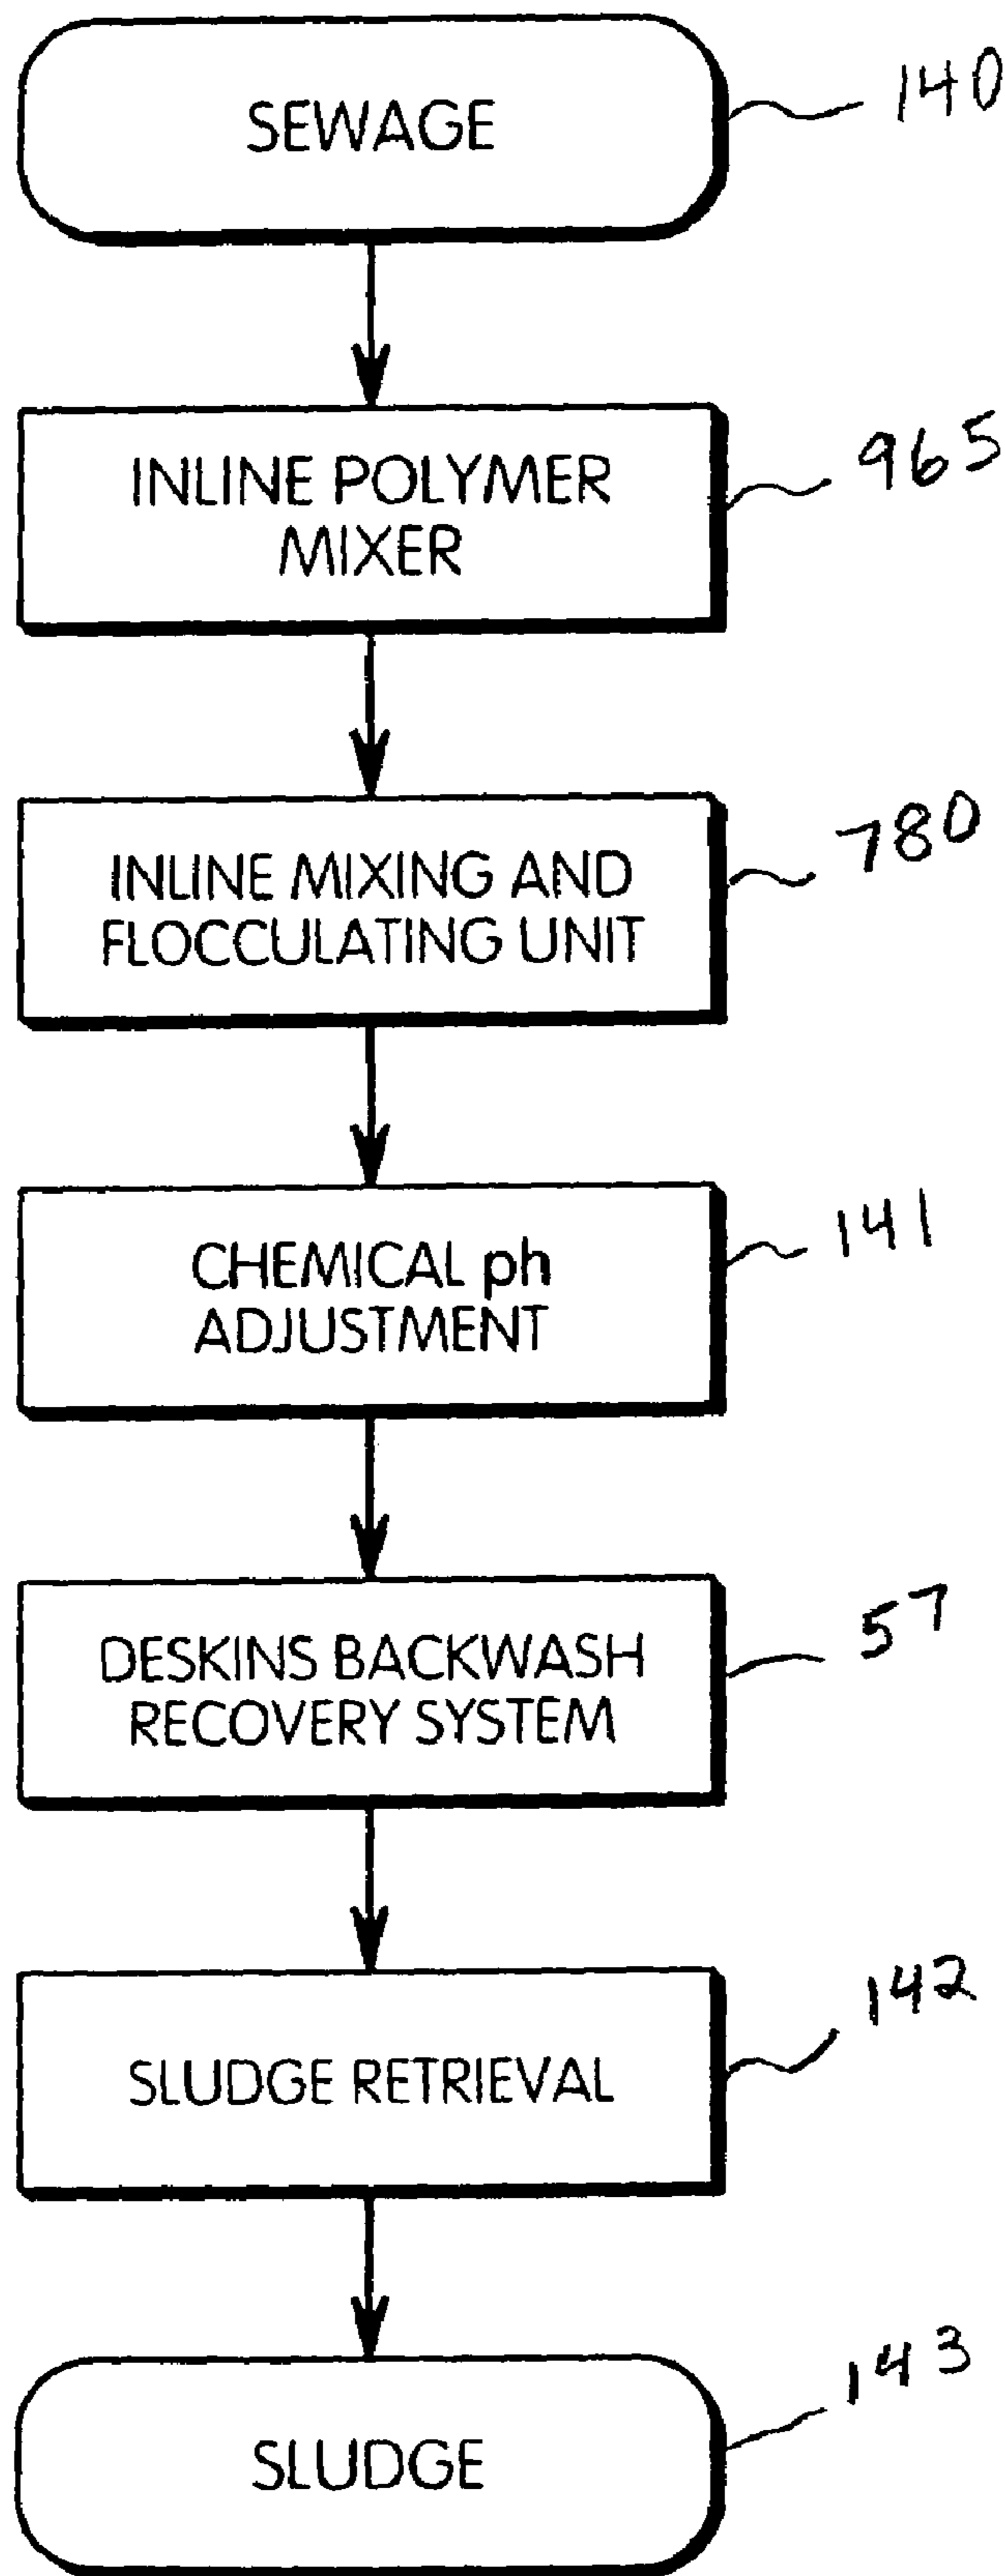 SEWAGE
140
INLINE POLYMER
MIXER
965
INLINE MIXING AND
FLOCCULATING UNIT
780
CHEMICAL ph
ADJUSTMENT
141
DESKINS BACKWASH
RECOVERY SYSTEM
57
SLUDGE RETRIEVAL
142
SLUDGE
143